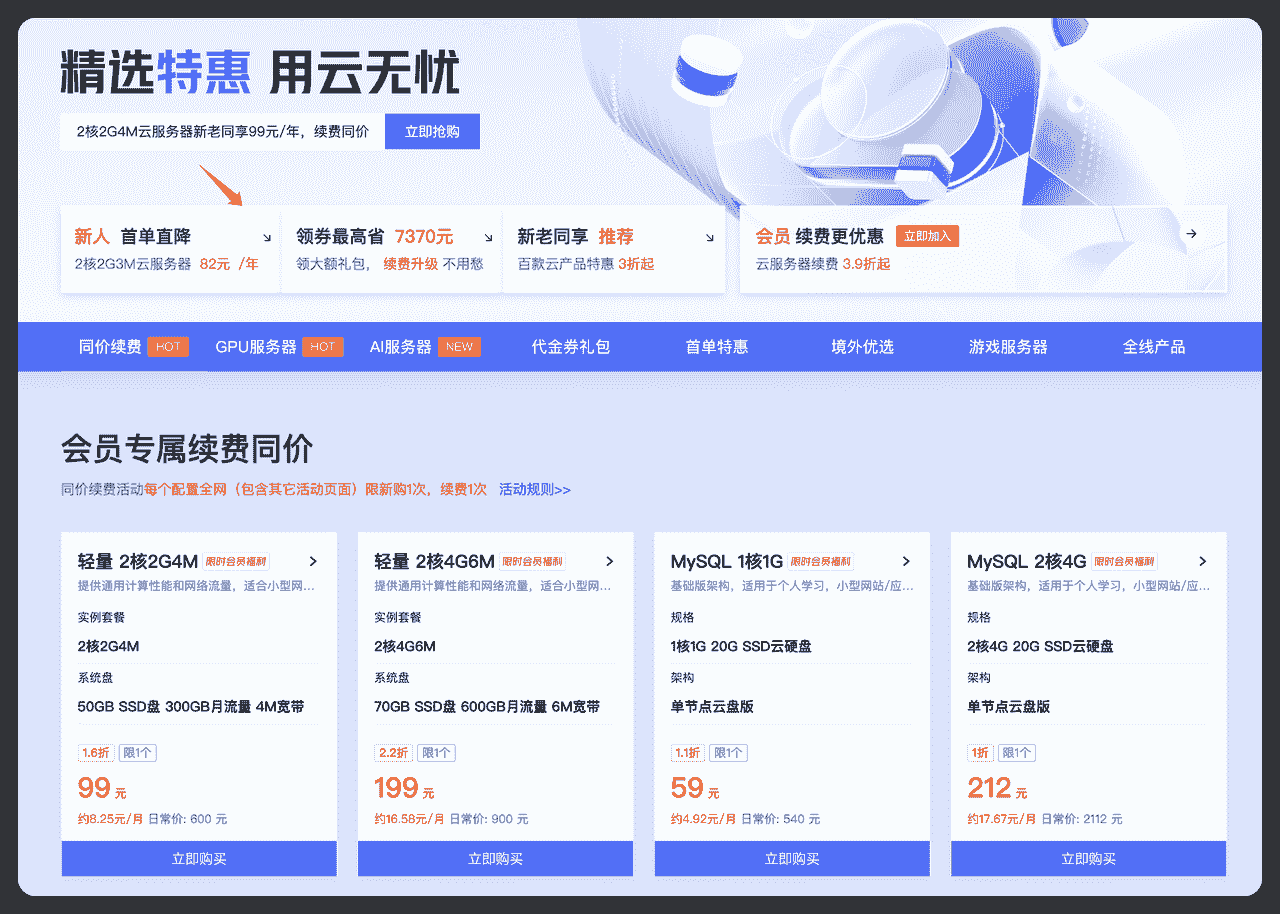 精选特惠 用云无忧
2核2G4M云服务器新老同享99元/年，续费同价 立即抢购
新人 首单直降
2核2G3M云服务器 82元 /年
领券最高省 7370元
领大额礼包， 续费升级 不用愁
新老同享 推荐
百款云产品特惠 3折起
会员 续费更优惠 立即加入
云服务器续费 3.9折起
同价续费 HOT GPU服务器 HOT AI服务器 NEW 代金券礼包 首单特惠 境外优选 游戏服务器 全线产品
会员专属续费同价
同价续费活动每个配置全网（包含其它活动页面）限新购1次，续费1次 活动规则>>
轻量 2核2G4M 限时会员福利
提供通用计算性能和网络流量，适合小型网...
实例套餐
2核2G4M
系统盘
50GB SSD盘 300GB月流量 4M宽带
1.6折 限1个
99 元
约8.25元/月 日常价: 600 元
立即购买
轻量 2核4G6M 限时会员福利
提供通用计算性能和网络流量，适合小型网...
实例套餐
2核4G6M
系统盘
70GB SSD盘 600GB月流量 6M宽带
2.2折 限1个
199 元
约16.58元/月 日常价: 900 元
立即购买
MySQL 1核1G 限时会员福利
基础版架构，适用于个人学习，小型网站/应...
规格
1核1G 20G SSD云硬盘
架构
单节点云盘版
1.1折 限1个
59 元
约4.92元/月 日常价: 540 元
立即购买
MySQL 2核4G 限时会员福利
基础版架构，适用于个人学习，小型网站/应...
规格
2核4G 20G SSD云硬盘
架构
单节点云盘版
1折 限1个
212 元
约17.67元/月 日常价: 2112 元
立即购买